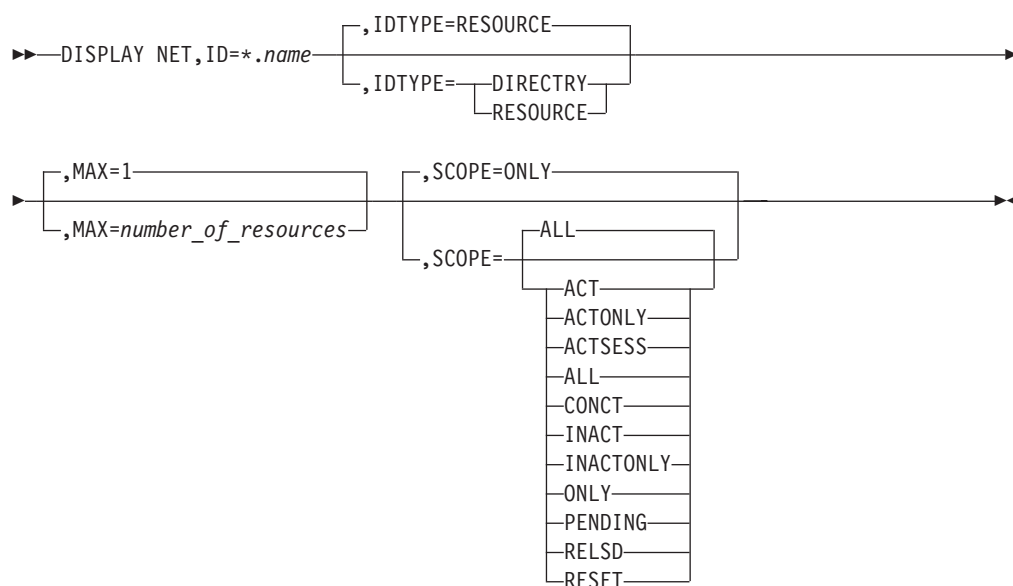 ,IDTYPE=RESOURCE
DISPLAY NET,ID=*.name
,IDTYPE= DIRECTRY
RESOURCE
,MAX=1 ,SCOPE=ONLY
,MAX=number_of_resources ALL
,SCOPE=
ACT
ACTONLY
ACTSESS
ALL
CONCT
INACT
INACTONLY
ONLY
PENDING
RELSD
RESET